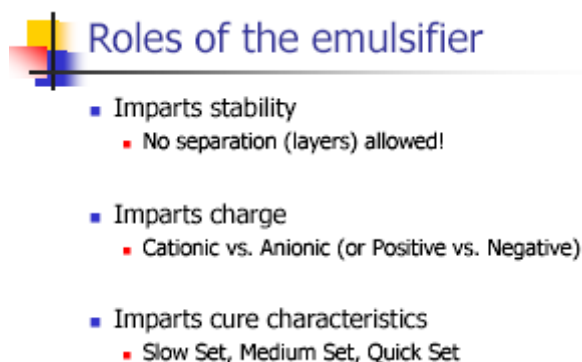 Roles of the emulsifier
Imparts stability
No separation (layers) allowed!
Imparts charge
Cationic vs. Anionic (or Positive vs. Negative)
Imparts cure characteristics
Slow Set, Medium Set, Quick Set